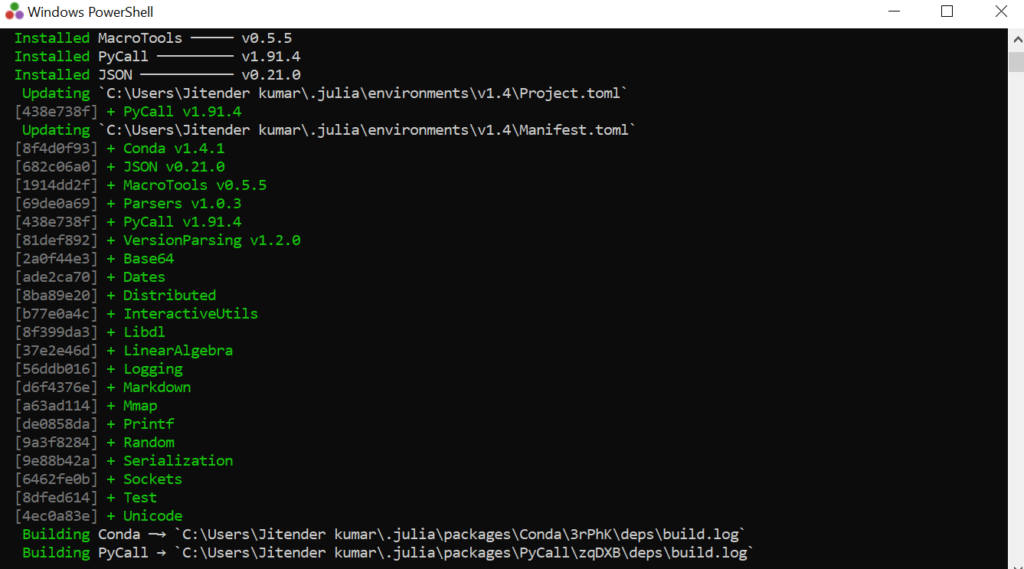 Windows PowerShell
Installed MacroTools ───── v0.5.5
Installed PyCall ───────── v1.91.4
Installed JSON ─────────── v0.21.0
Updating `C:\Users\Jitender kumar\.julia\environments\v1.4\Project.toml`
[438e738f] + PyCall v1.91.4
Updating `C:\Users\Jitender kumar\.julia\environments\v1.4\Manifest.toml`
[8f4d0f93] + Conda v1.4.1
[682c06a0] + JSON v0.21.0
[1914dd2f] + MacroTools v0.5.5
[69de0a69] + Parsers v1.0.3
[438e738f] + PyCall v1.91.4
[81def892] + VersionParsing v1.2.0
[2a0f44e3] + Base64
[ade2ca70] + Dates
[8ba89e20] + Distributed
[b77e0a4c] + InteractiveUtils
[8f399da3] + Libdl
[37e2e46d] + LinearAlgebra
[56ddb016] + Logging
[d6f4376e] + Markdown
[a63ad114] + Mmap
[de0858da] + Printf
[9a3f8284] + Random
[9e88b42a] + Serialization
[6462fe0b] + Sockets
[8dfed614] + Test
[4ec0a83e] + Unicode
Building Conda ─→ `C:\Users\Jitender kumar\.julia\packages\Conda\3rPhK\deps\build.log`
Building PyCall → `C:\Users\Jitender kumar\.julia\packages\PyCall\zqDXB\deps\build.log`